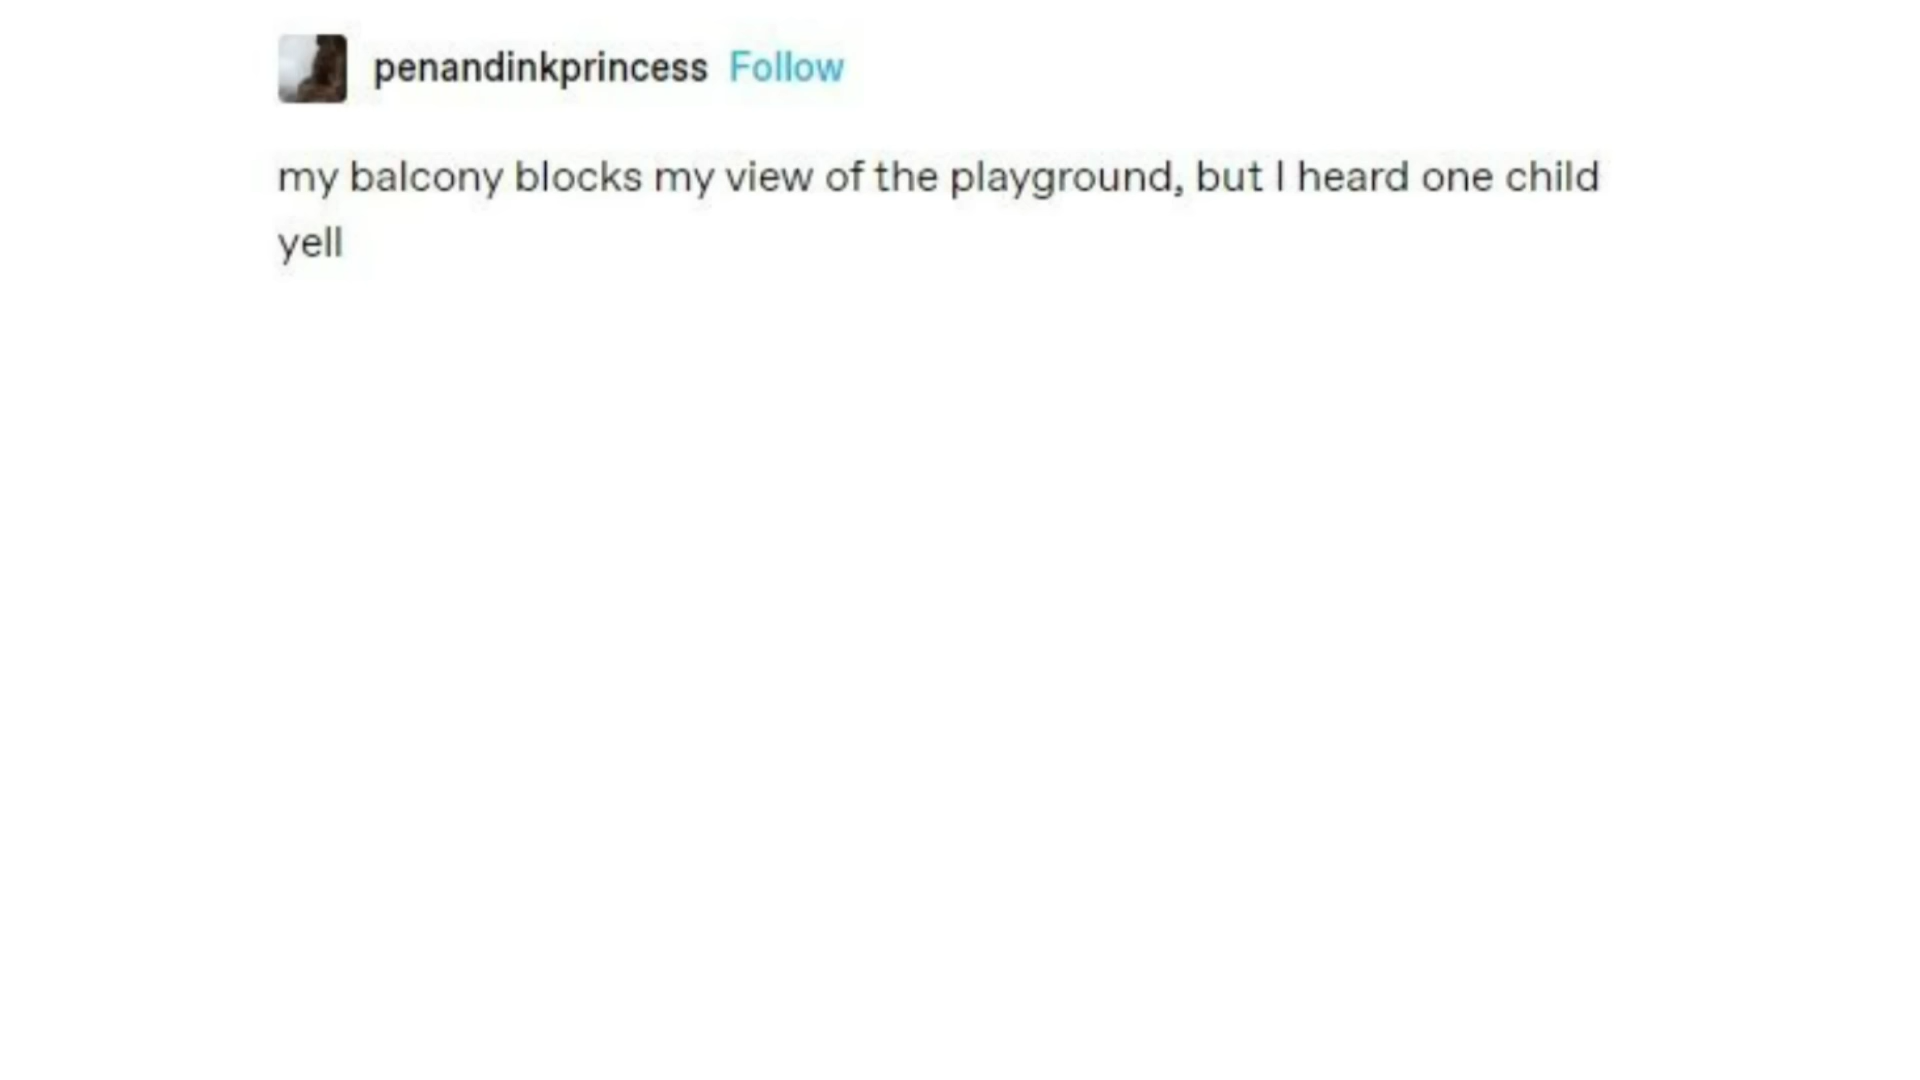 penandinkprincess Follow
my balcony blocks my view of the playground, but I heard one child
yell